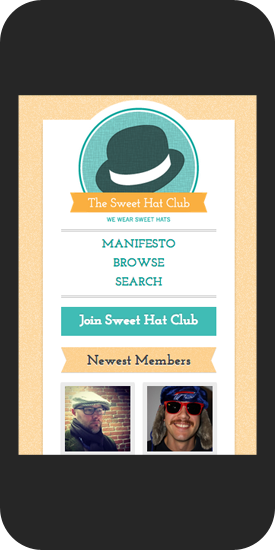 The Sweet Hat Club
WE WEAR SWEET HATS
MANIFESTO
BROWSE
SEARCH
Join Sweet Hat Club
Newest Members